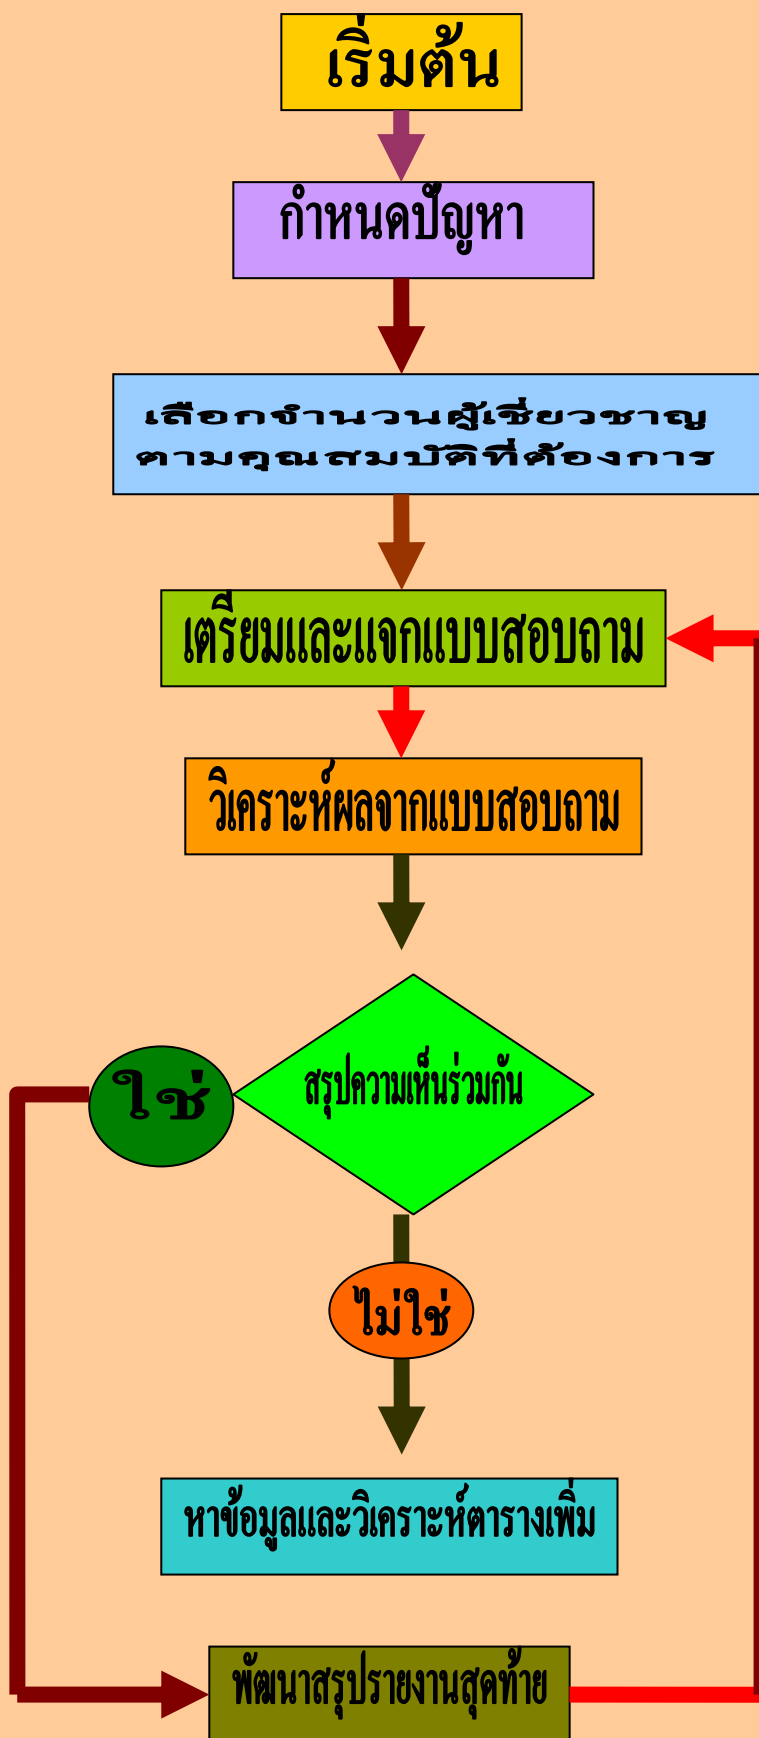 เริ่มต้น
กำหนดปัญหา
เลือกจำนวนผู้เชี่ยวชาญ
ตามคุณสมบัติที่ต้องการ
เตรียมและแจกแบบสอบถาม
วิเคราะห์ผลจากแบบสอบถาม
ใช่
สรุปความเห็นร่วมกัน
ไม่ใช่
หาข้อมูลและวิเคราะห์ตารางเพิ่ม
พัฒนาสรุปรายงานสุดท้าย